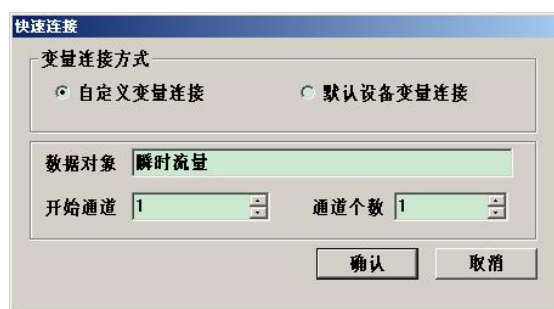 快速连接
变量连接方式
自定义变量连接 默认设备变量连接
数据对象 瞬时流量
开始通道 1 通道个数 1
确认 取消